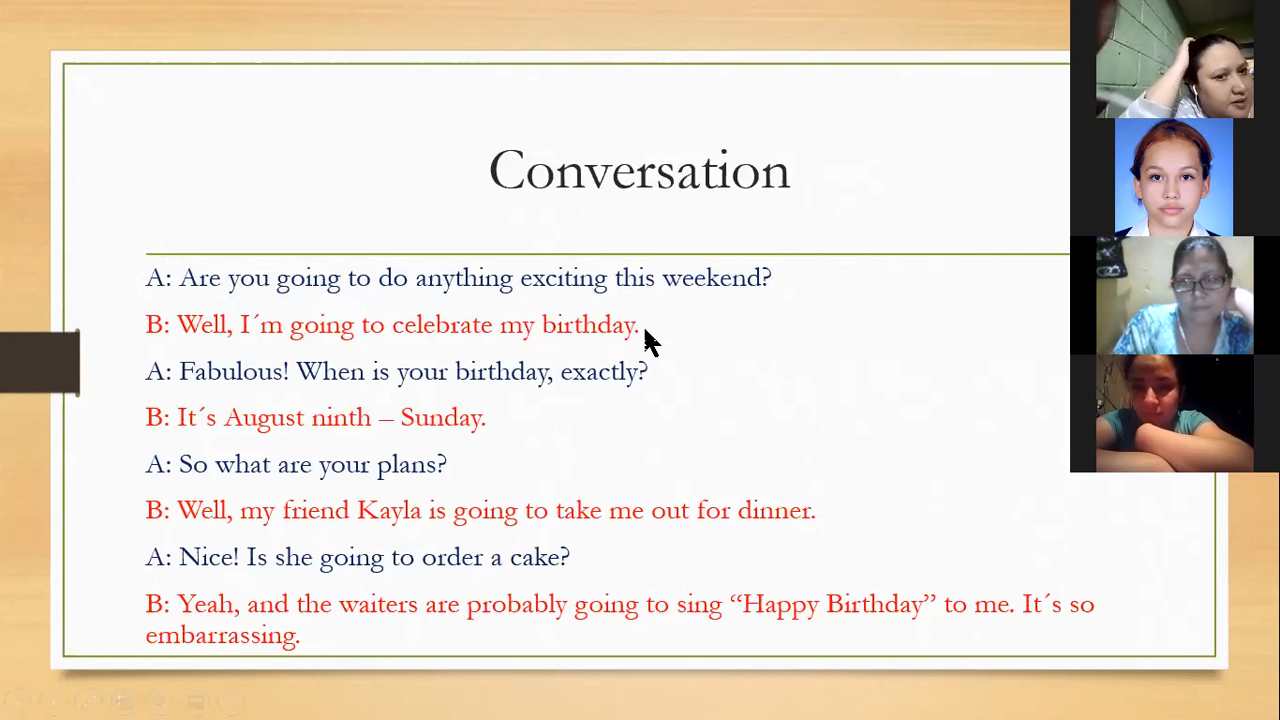 Conversation
A: Are you going to do anything exciting this weekend?
B: Well, I´m going to celebrate my birthday.
A: Fabulous! When is your birthday, exactly?
B: It´s August ninth – Sunday.
A: So what are your plans?
B: Well, my friend Kayla is going to take me out for dinner.
A: Nice! Is she going to order a cake?
B: Yeah, and the waiters are probably going to sing “Happy Birthday” to me. It´s so
embarrassing.